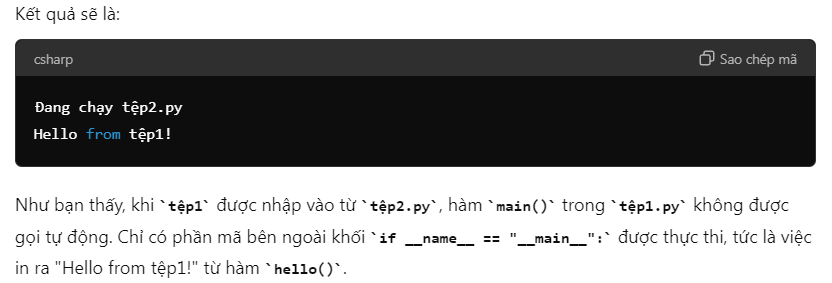 Kết quả sẽ là:
csharp Sao chép mã
Đang chạy tệp2.py
Hello from tệp1!
Như bạn thấy, khi `tệp1` được nhập vào từ `tệp2.py`, hàm `main()` trong `tệp1.py` không được
gọi tự động. Chỉ có phần mã bên ngoài khối `if __name__ == "__main__":` được thực thi, tức là việc
in ra "Hello from tệp1!" từ hàm `hello()`.